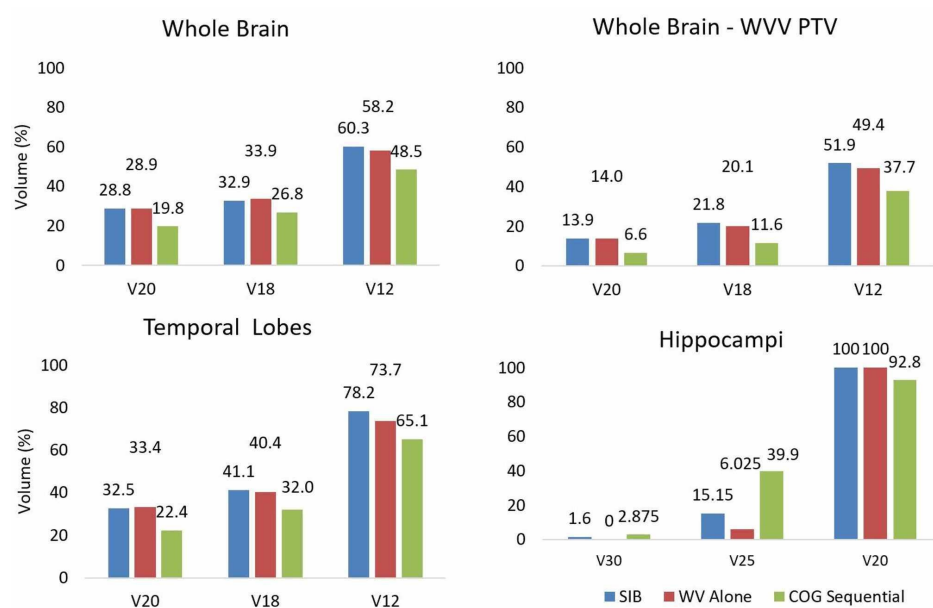 Whole Brain
Volume (%)
100
80
60
40
20
0
28.8 28.9 19.8
32.9 33.9 26.8
60.3 58.2 48.5
V20 V18 V12
Whole Brain - WVV PTV
100
80
60
40
20
0
13.9 14.0 6.6
21.8 20.1 11.6
51.9 49.4 37.7
V20 V18 V12
Temporal Lobes
Volume (%)
100
80
60
40
20
0
32.5 33.4 22.4
41.1 40.4 32.0
78.2 73.7 65.1
V20 V18 V12
Hippocampi
100
80
60
40
20
0
1.6 0 2.875
15.15 6.025 39.9
100 100 92.8
V30 V25 V20
SIB WV Alone COG Sequential